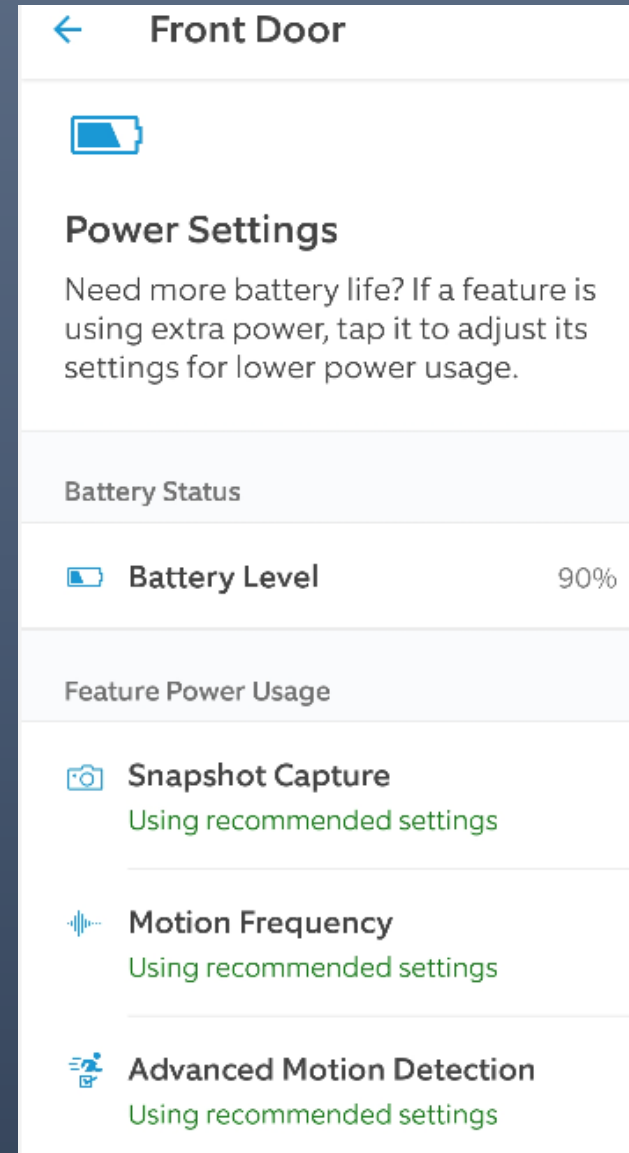 Front Door
Power Settings
Need more battery life? If a feature is
using extra power, tap it to adjust its
settings for lower power usage.
Battery Status
Battery Level 90%
Feature Power Usage
Snapshot Capture
Using recommended settings
Motion Frequency
Using recommended settings
Advanced Motion Detection
Using recommended settings